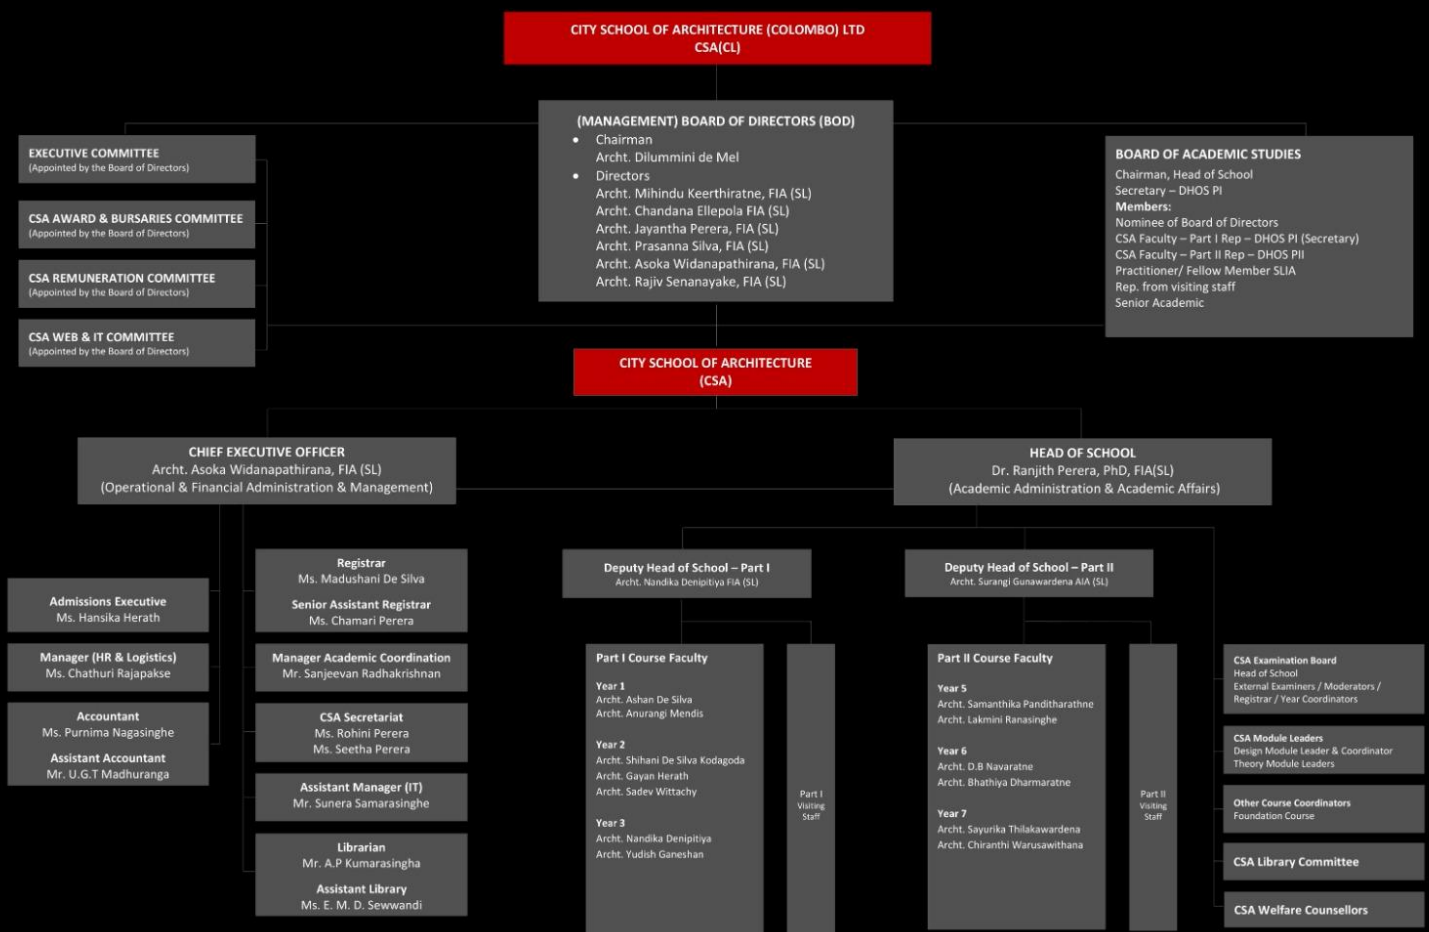 CITY SCHOOL OF ARCHITECTURE (COLOMBO) LTD
CSA(CL)
(MANAGEMENT) BOARD OF DIRECTORS (BOD)
• Chairman
Archt. Dilummini de Mel
• Directors
Archt. Mihindu Keerthiratne, FIA (SL)
Archt. Chandana Ellepola FIA (SL)
Archt. Jayantha Perera, FIA (SL)
Archt. Prasanna Silva, FIA (SL)
Archt. Asoka Widanapathirana, FIA (SL)
Archt. Rajiv Senanayake, FIA (SL)
EXECUTIVE COMMITTEE
(Appointed by the Board of Directors)
CSA AWARD & BURSARIES COMMITTEE
(Appointed by the Board of Directors)
CSA REMUNERATION COMMITTEE
(Appointed by the Board of Directors)
CSA WEB & IT COMMITTEE
(Appointed by the Board of Directors)
BOARD OF ACADEMIC STUDIES
Chairman, Head of School
Secretary – DHOS PI
Members:
Nominee of Board of Directors
CSA Faculty – Part I Rep – DHOS PI (Secretary)
CSA Faculty – Part II Rep – DHOS PII
Practitioner/ Fellow Member SLIA
Rep. from visiting staff
Senior Academic
CITY SCHOOL OF ARCHITECTURE
(CSA)
CHIEF EXECUTIVE OFFICER
Archt. Asoka Widanapathirana, FIA (SL)
(Operational & Financial Administration & Management)
HEAD OF SCHOOL
Dr. Ranjith Perera, PhD, FIA(SL)
(Academic Administration & Academic Affairs)
Admissions Executive
Ms. Hansika Herath
Manager (HR & Logistics)
Ms. Chathuri Rajapakse
Accountant
Ms. Purnima Nagasinghe
Assistant Accountant
Mr. U.G.T Madhuranga
Registrar
Ms. Madushani De Silva
Senior Assistant Registrar
Ms. Chamari Perera
Manager Academic Coordination
Mr. Sanjeevan Radhakrishnan
CSA Secretariat
Ms. Rohini Perera
Ms. Seetha Perera
Assistant Manager (IT)
Mr. Sunera Samarasinghe
Librarian
Mr. A.P Kumarasingha
Assistant Library
Ms. E. M. D. Sewwandi
Deputy Head of School – Part I
Archt. Nandika Denipitiya FIA (SL)
Part I Course Faculty
Year 1
Archt. Ashan De Silva
Archt. Anurangi Mendis
Year 2
Archt. Shihani De Silva Kodagoda
Archt. Gayan Herath
Archt. Sadev Wittachy
Year 3
Archt. Nandika Denipitiya
Archt. Yudish Ganeshan
Part I
Visiting
Staff
Deputy Head of School – Part II
Archt. Surangi Gunawardena AIA (SL)
Part II Course Faculty
Year 5
Archt. Samanthika Panditharathne
Archt. Lakmini Ranasinghe
Year 6
Archt. D.B Navaratne
Archt. Bhathiya Dharmaratne
Year 7
Archt. Sayurika Thilakawardena
Archt. Chiranthi Warusawithana
Part II
Visiting
Staff
CSA Examination Board
Head of School
External Examiners / Moderators /
Registrar / Year Coordinators
CSA Module Leaders
Design Module Leader & Coordinator
Theory Module Leaders
Other Course Coordinators
Foundation Course
CSA Library Committee
CSA Welfare Counsellors